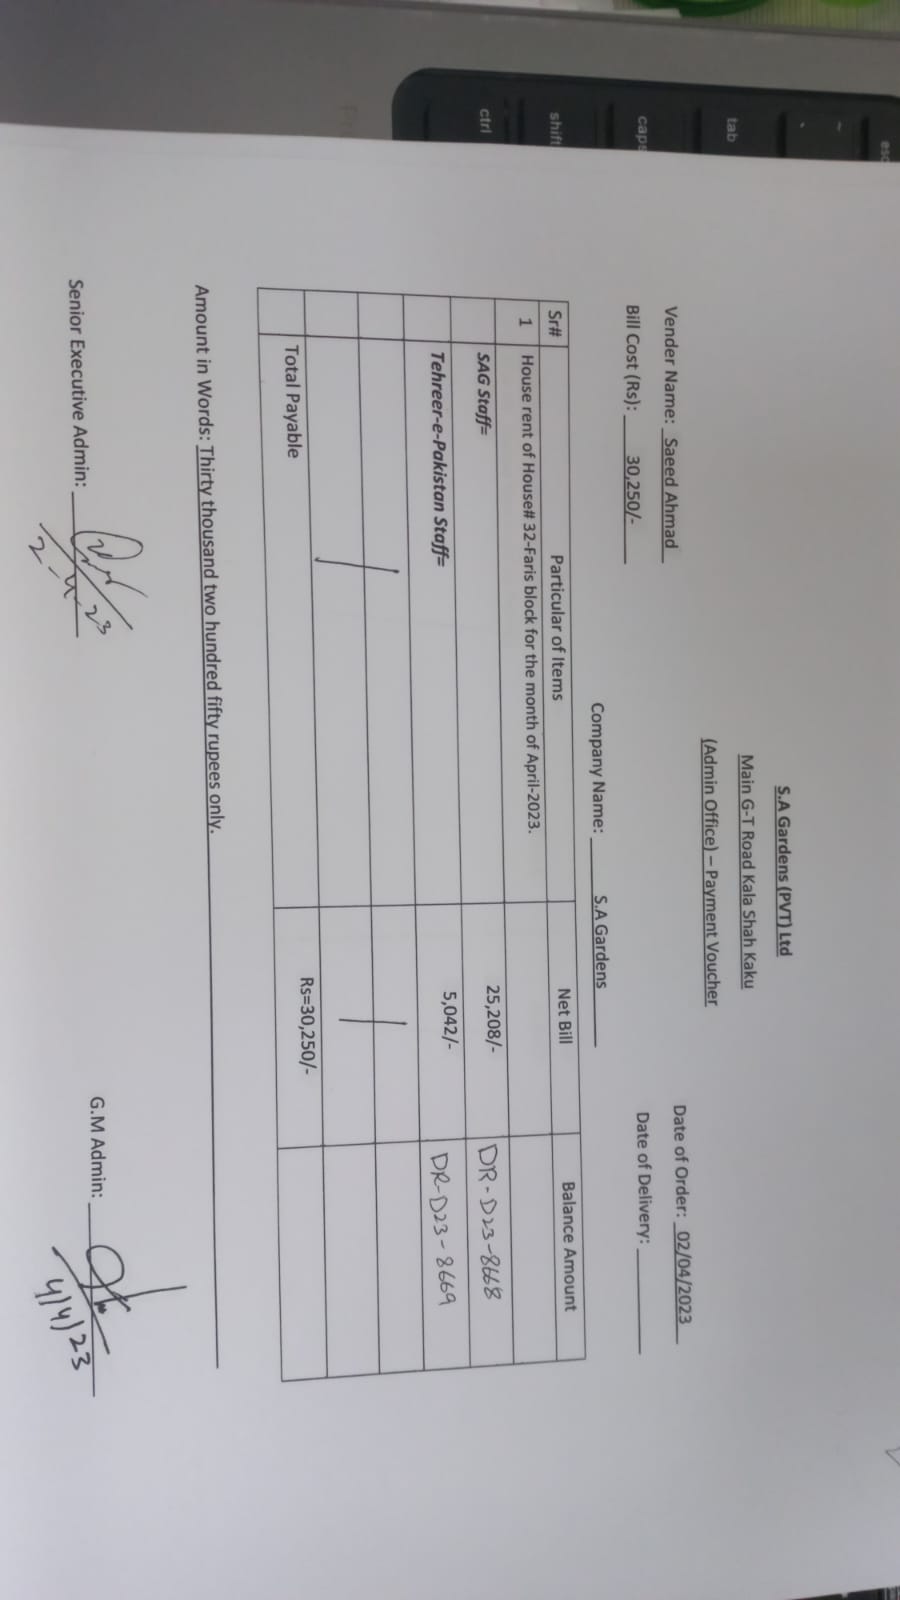 S.A Gardens (PVT) Ltd
Main G-T Road Kala Shah Kaku
(Admin Office) – Payment Voucher
Vender Name: Saeed Ahmad Date of Order: 02/04/2023
Bill Cost (Rs): 30,250/- Company Name: S.A Gardens Date of Delivery:
Sr# Particular of Items Net Bill Balance Amount
1 House rent of House# 32-Faris block for the month of April-2023.
SAG Staff= 25,208/- DR-D23-8668
Tehreer-e-Pakistan Staff= 5,042/- DR-D23-8669
Total Payable Rs=30,250/-
Amount in Words: Thirty thousand two hundred fifty rupees only.
Senior Executive Admin: G.M Admin:
2-4-23 4/4/23
esc
~
`
tab
caps
shift
ctrl